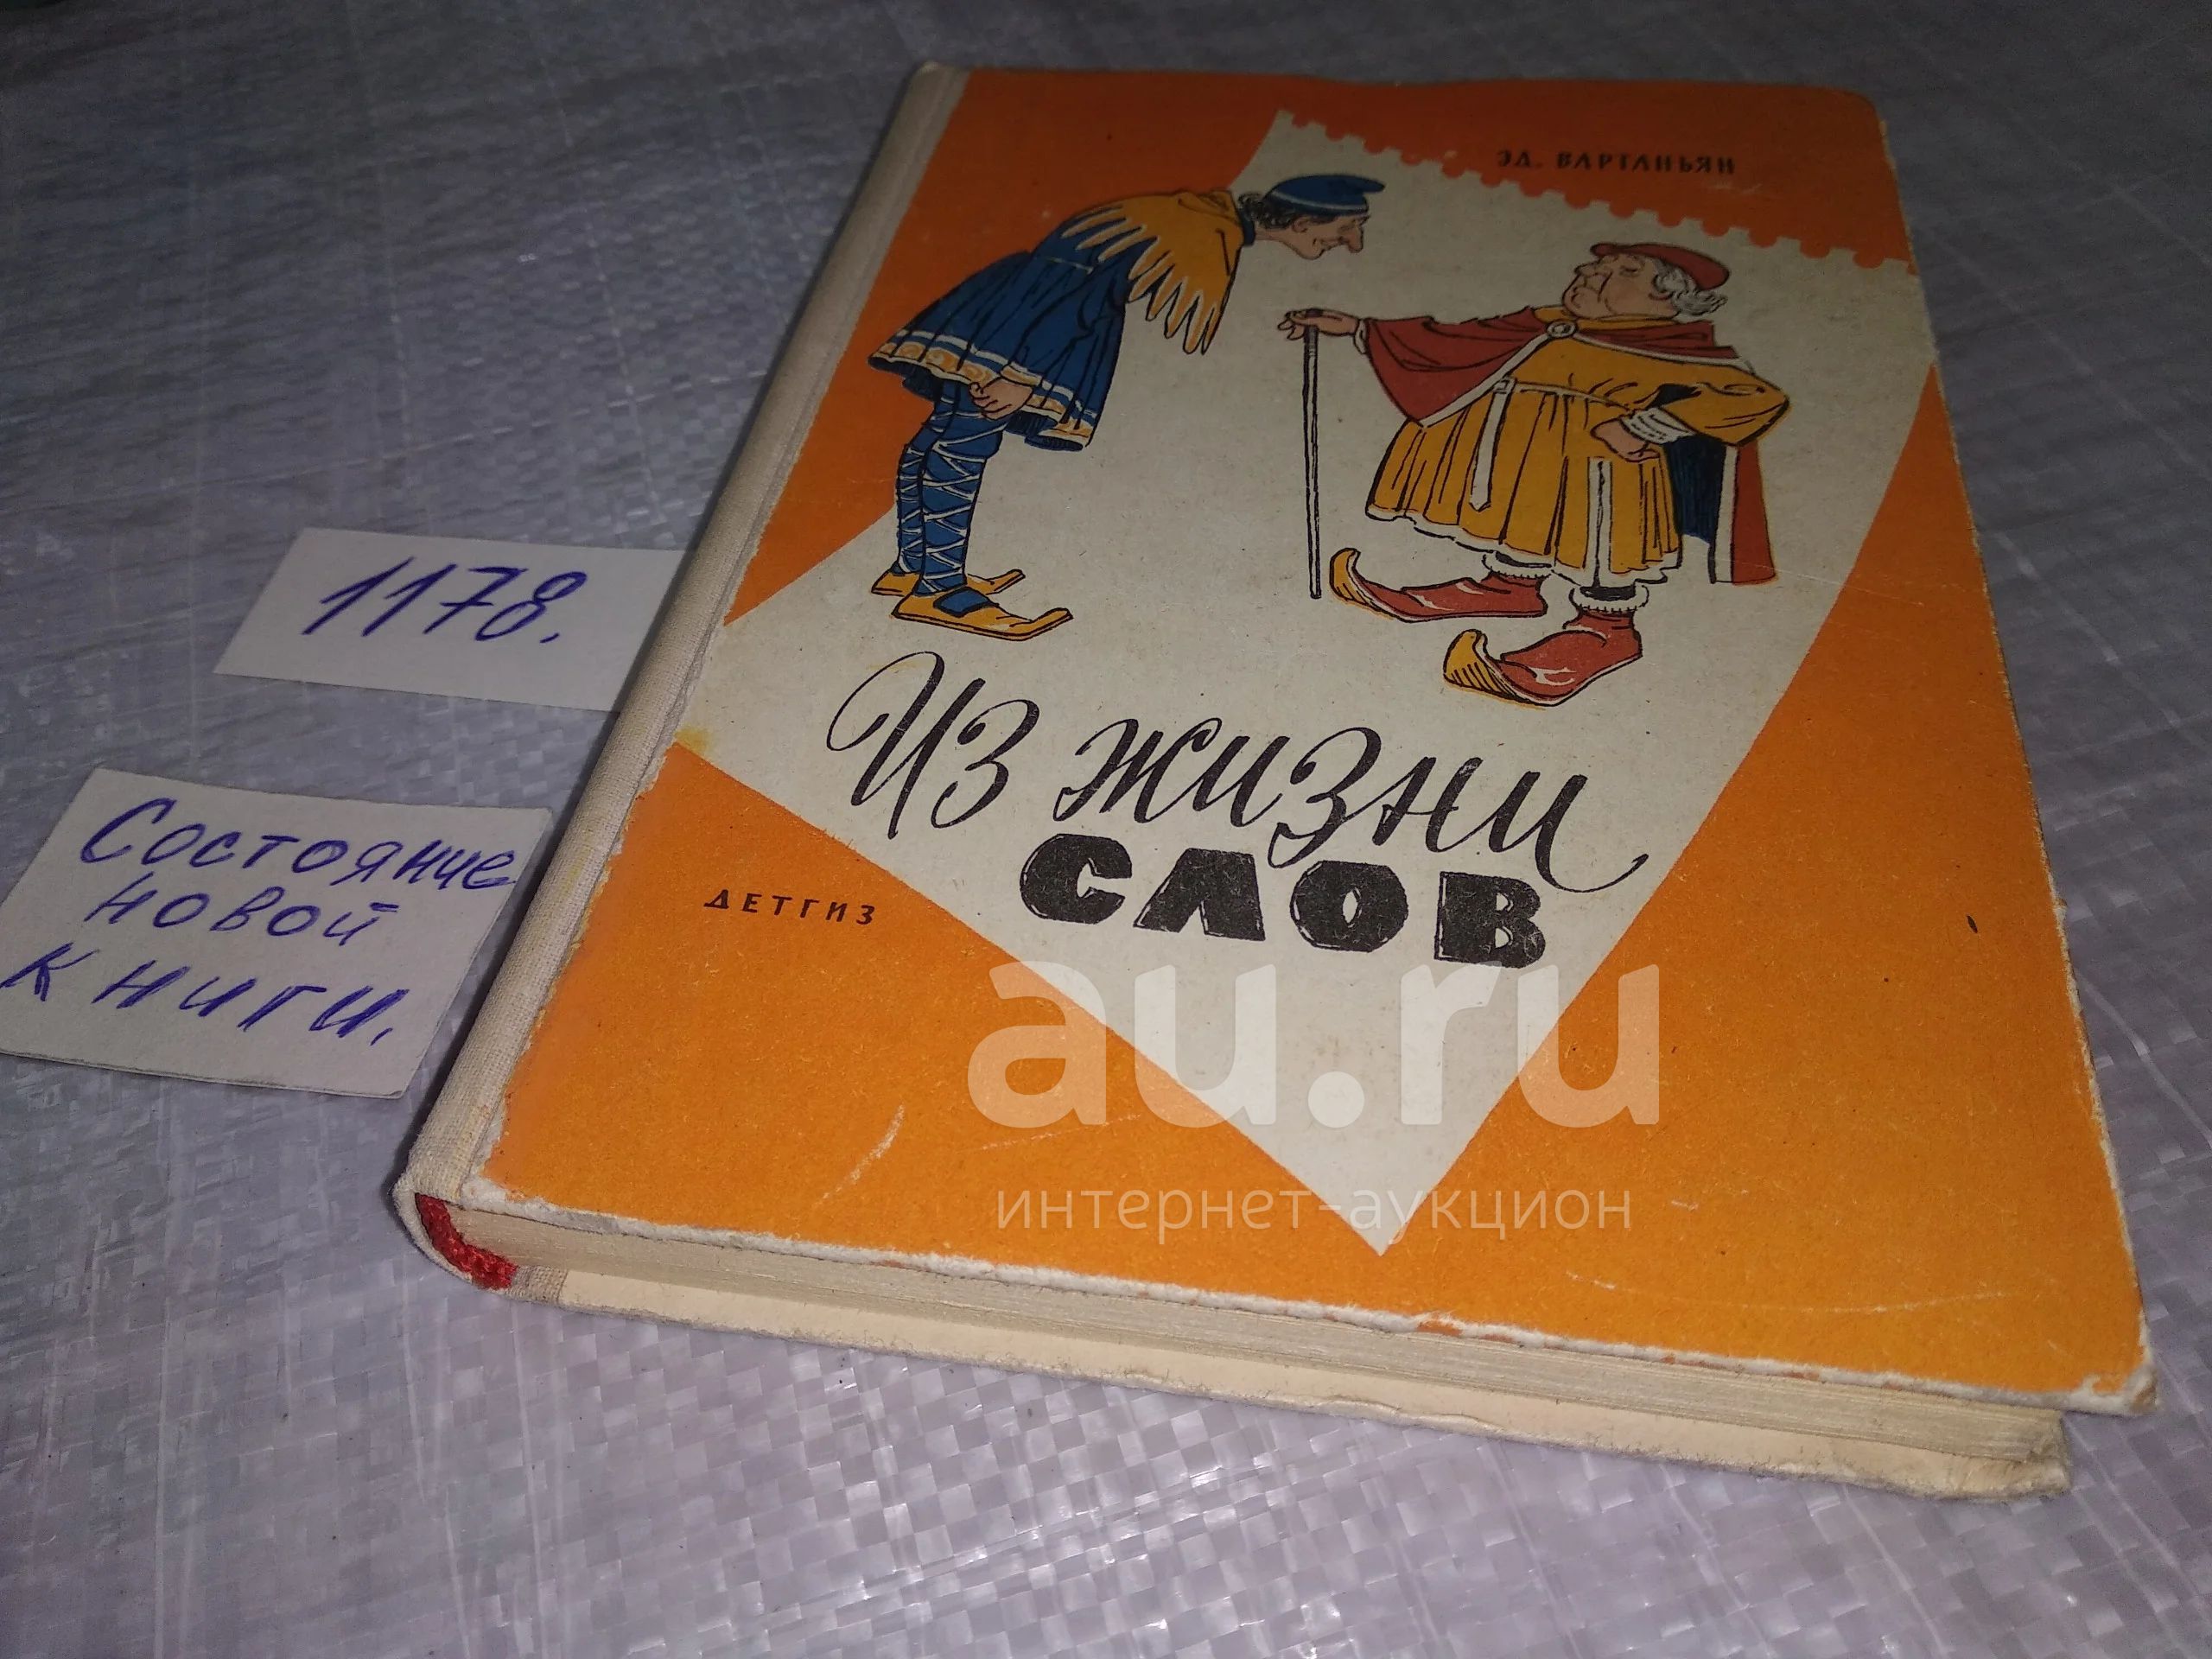 ЭД. ВАРТАНЬЯН
Из жизни
СЛОВ
ДЕТГИЗ
1178.
Состояние
новой
книги.
au.ru
интернет-аукцион